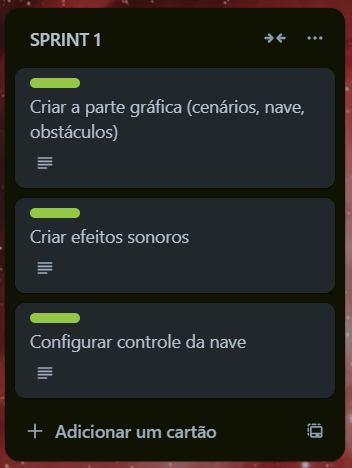 SPRINT 1
Criar a parte gráfica (cenários, nave,
obstáculos)
Criar efeitos sonoros
Configurar controle da nave
Adicionar um cartão